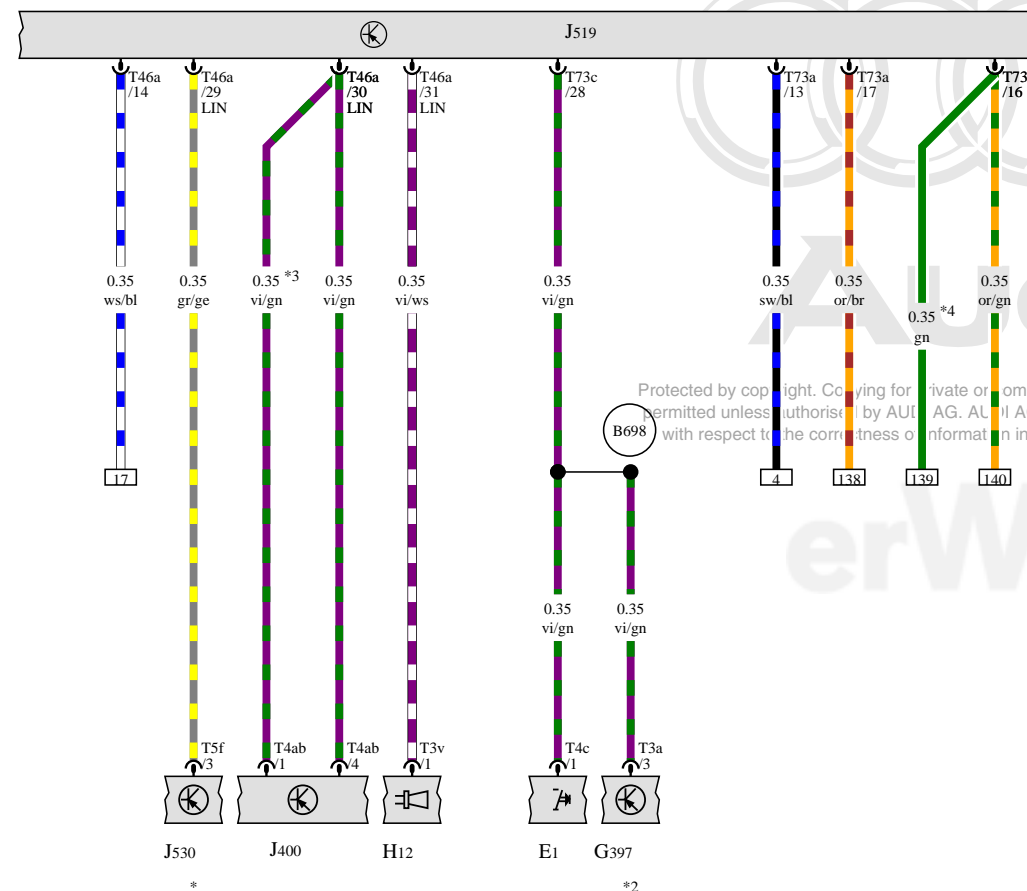 J519
T46a
/14
T46a
/29
LIN
T46a
/30
LIN
T46a
/31
LIN
T73c
/28
T73a
/13
T73a
/17
T73
/16
0.35
ws/bl
0.35
gr/ge
0.35 *3
vi/gn
0.35
vi/gn
0.35
vi/ws
0.35
vi/gn
0.35
sw/bl
0.35
or/br
0.35 *4
gn
0.35
or/gn
AUD
Protected by copyright. Copying for private or com
permitted unless authorised by AUDI AG. AUDI A
with respect to the correctness of information in
B698
17
4
138
139
140
erW
0.35
vi/gn
0.35
vi/gn
T5f
/3
T4ab
/1
T4ab
/4
T3v
/1
T4c
/1
T3a
/3
J530
J400
H12
E1
G397
*
*2